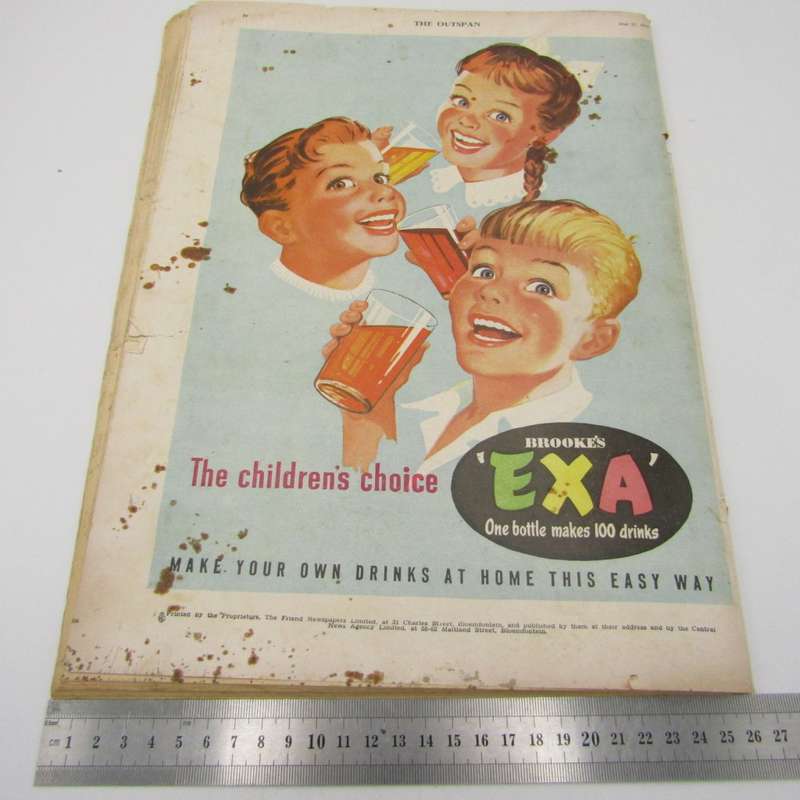 THE OUTSPAN
BROOKE'S
'EXA'
One bottle makes 100 drinks
The children's choice
MAKE YOUR OWN DRINKS AT HOME THIS EASY WAY
Printed by the Proprietors, The Friend Newspapers Limited, at 21 Charles Street, Bloemfontein, and published by them at their address and by the Central
News Agency Limited, at 58-62 Maitland Street, Bloemfontein.
cm 1 2 3 4 5 6 7 8 9 10 11 12 13 14 15 16 17 18 19 20 21 22 23 24 25 26 27